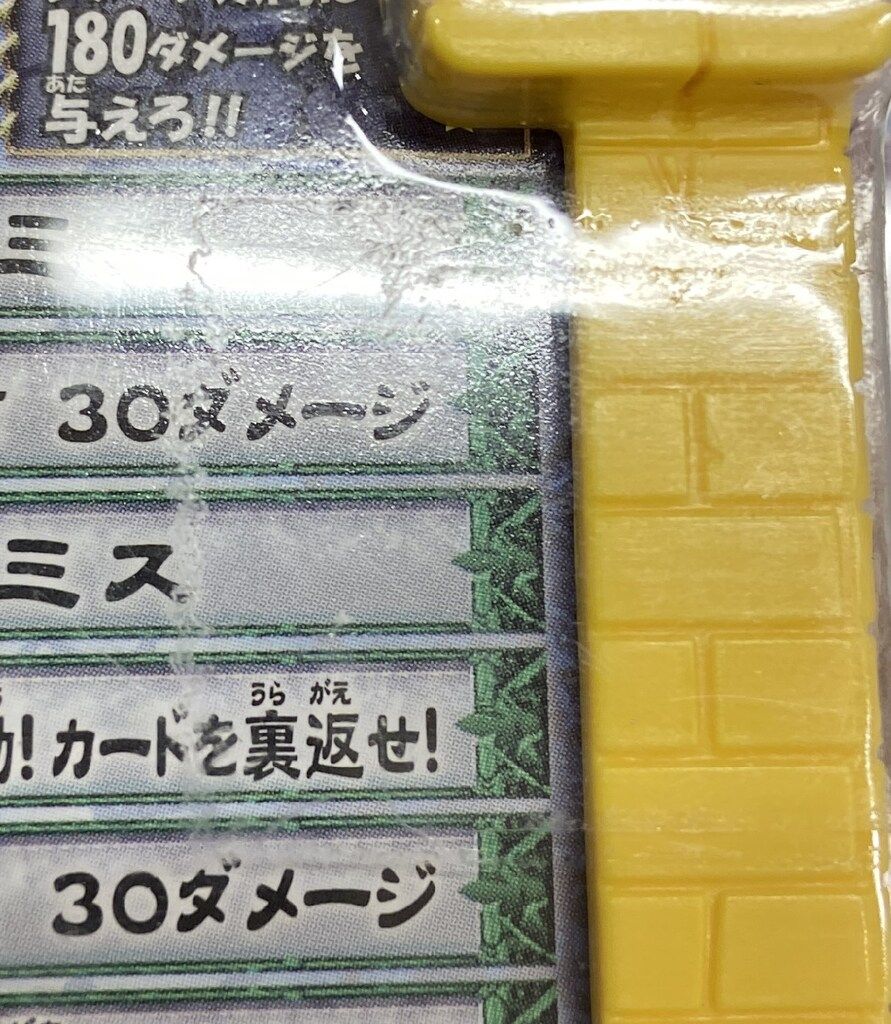 180ダメージを
あた
与えろ!!
ミ
30ダメージ
ミス
うら がえ
動!カードを裏返せ!
30ダメージ